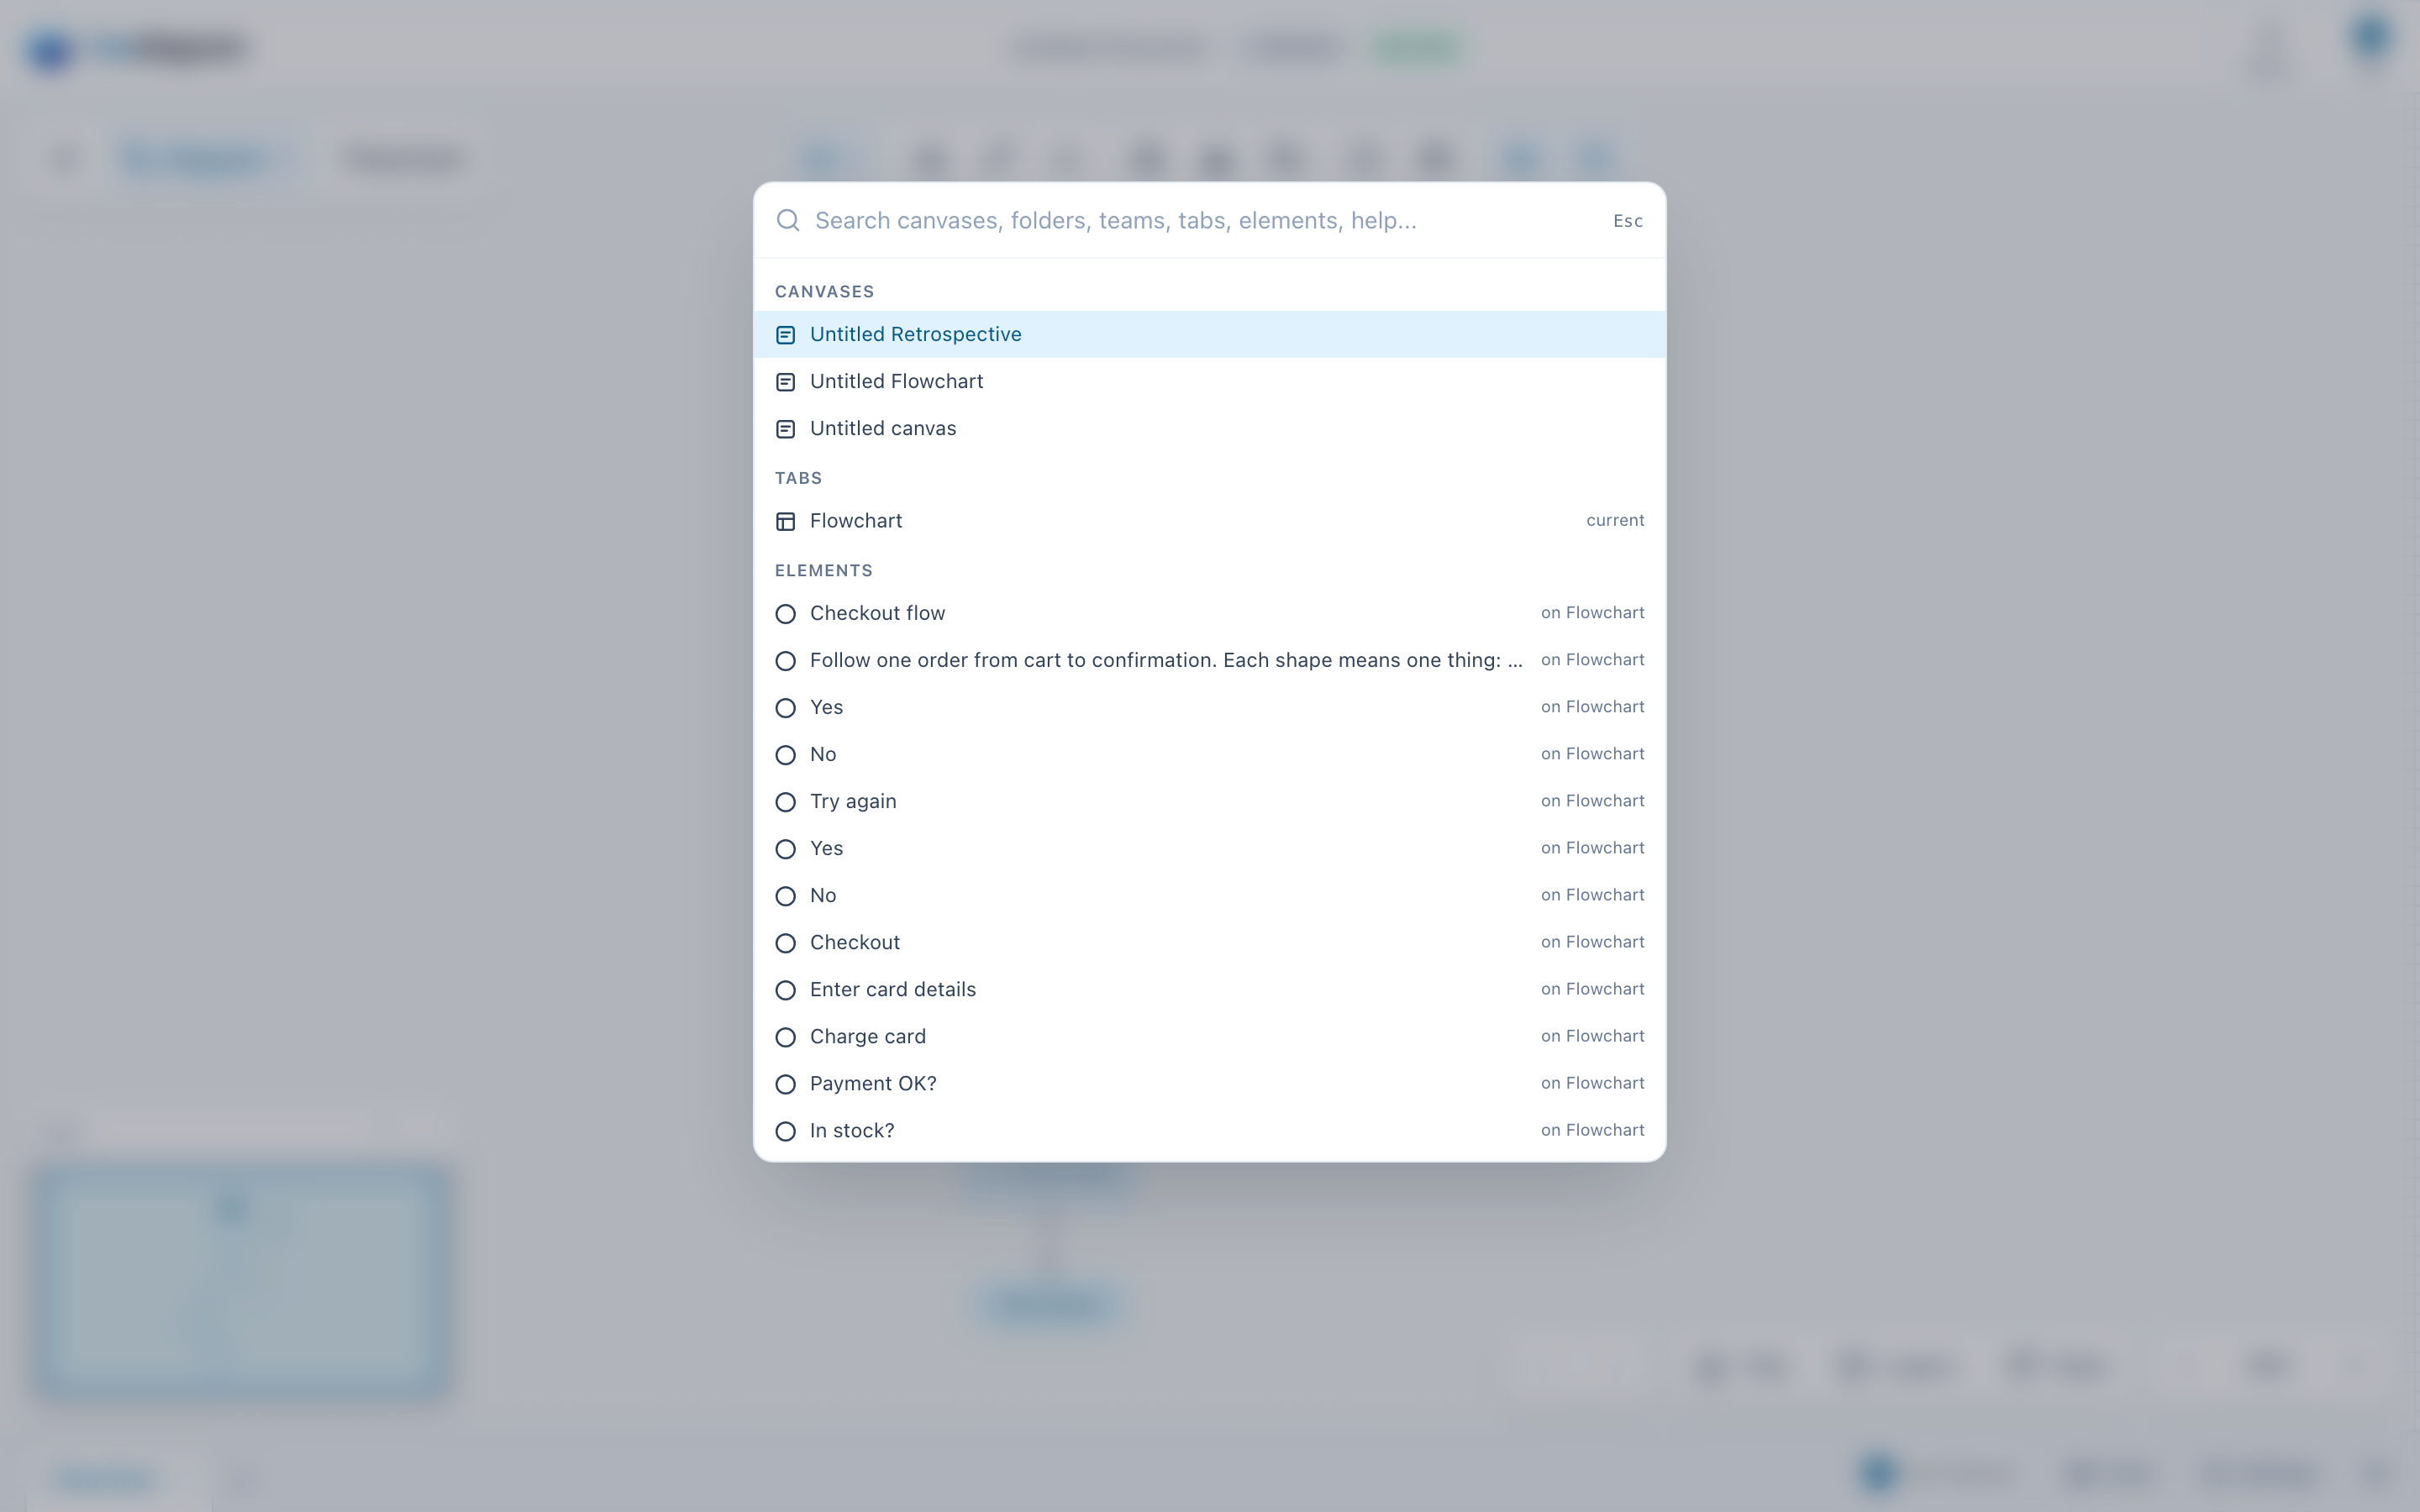 Search canvases, folders, teams, tabs, elements, help...
Esc
CANVASES
Untitled Retrospective
Untitled Flowchart
Untitled canvas
TABS
Flowchart current
ELEMENTS
Checkout flow on Flowchart
Follow one order from cart to confirmation. Each shape means one thing: ... on Flowchart
Yes on Flowchart
No on Flowchart
Try again on Flowchart
Yes on Flowchart
No on Flowchart
Checkout on Flowchart
Enter card details on Flowchart
Charge card on Flowchart
Payment OK? on Flowchart
In stock? on Flowchart